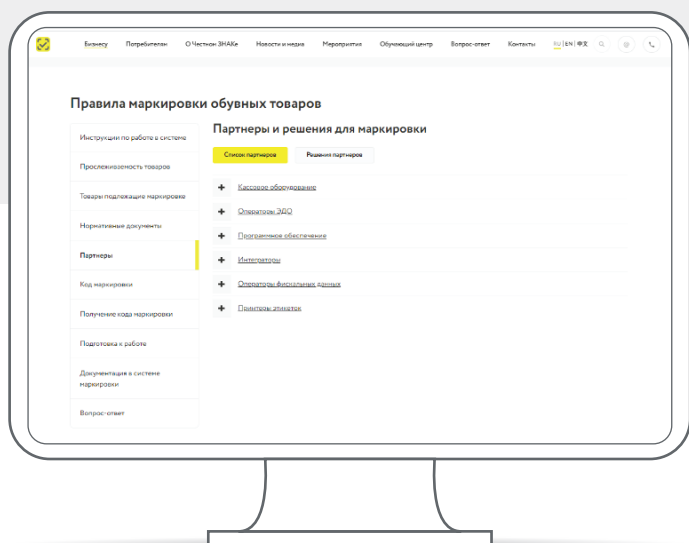 Бизнесу Потребителям О Честном ЗНАКе Новости и медиа Мероприятия Обучающий центр Вопрос-ответ Контакты RU | EN | 中文
Правила маркировки обувных товаров
Инструкции по работе в системе
Прослеживаемость товаров
Товары подлежащие маркировке
Нормативные документы
Партнеры
Код маркировки
Получение кода маркировки
Подготовка к работе
Документация в системе
маркировки
Вопрос-ответ
Партнеры и решения для маркировки
Список партнеров Решения партнеров
Кассовое оборудование
Операторы ЭДО
Программное обеспечение
Интеграторы
Операторы фискальных данных
Принтеры этикеток